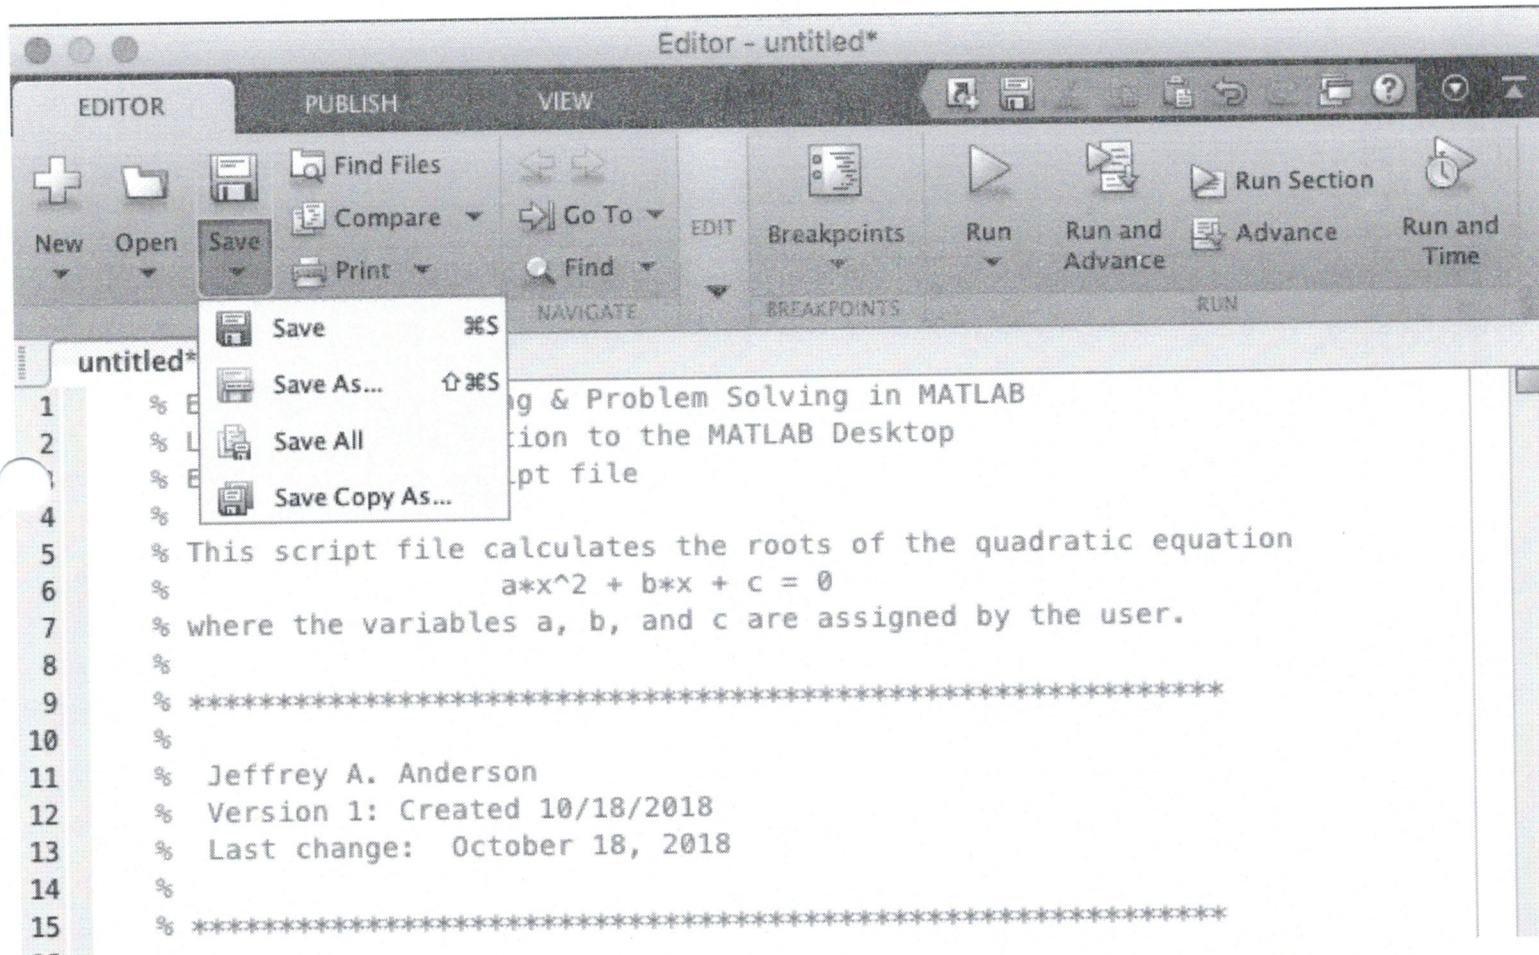 Editor - untitled*
EDITOR PUBLISH VIEW
Find Files
Compare
Go To
New Open Save
Print
Find
EDIT
Breakpoints
Run
Run and Advance
Run Section
Advance
Run and Time
NAVIGATE
BREAKPOINTS
RUN
Save ⌘S
Save As... ⇧⌘S
Save All
Save Copy As...
untitled*
1 % E g & Problem Solving in MATLAB
2 % L tion to the MATLAB Desktop
% E pt file
4 %
5 % This script file calculates the roots of the quadratic equation
6 % a*x^2 + b*x + c = 0
7 % where the variables a, b, and c are assigned by the user.
8 %
9 % ***********************************************************
10 %
11 % Jeffrey A. Anderson
12 % Version 1: Created 10/18/2018
13 % Last change: October 18, 2018
14 %
15 % ***********************************************************